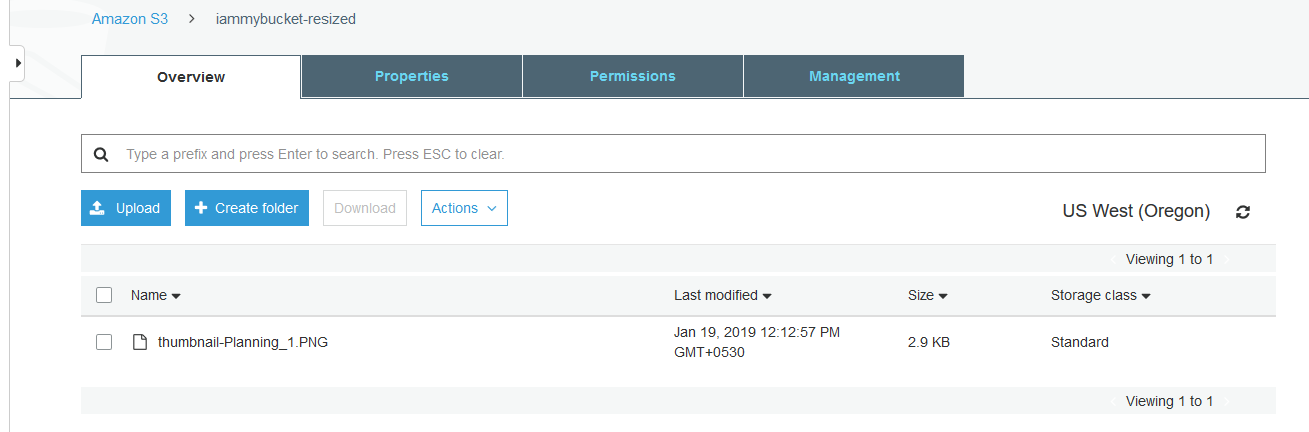 Amazon S3 > iammybucket-resized
Overview Properties Permissions Management
Type a prefix and press Enter to search. Press ESC to clear.
Upload Create folder Download Actions US West (Oregon)
Viewing 1 to 1
Name Last modified Size Storage class
thumbnail-Planning_1.PNG Jan 19, 2019 12:12:57 PM 2.9 KB Standard
GMT+0530
Viewing 1 to 1